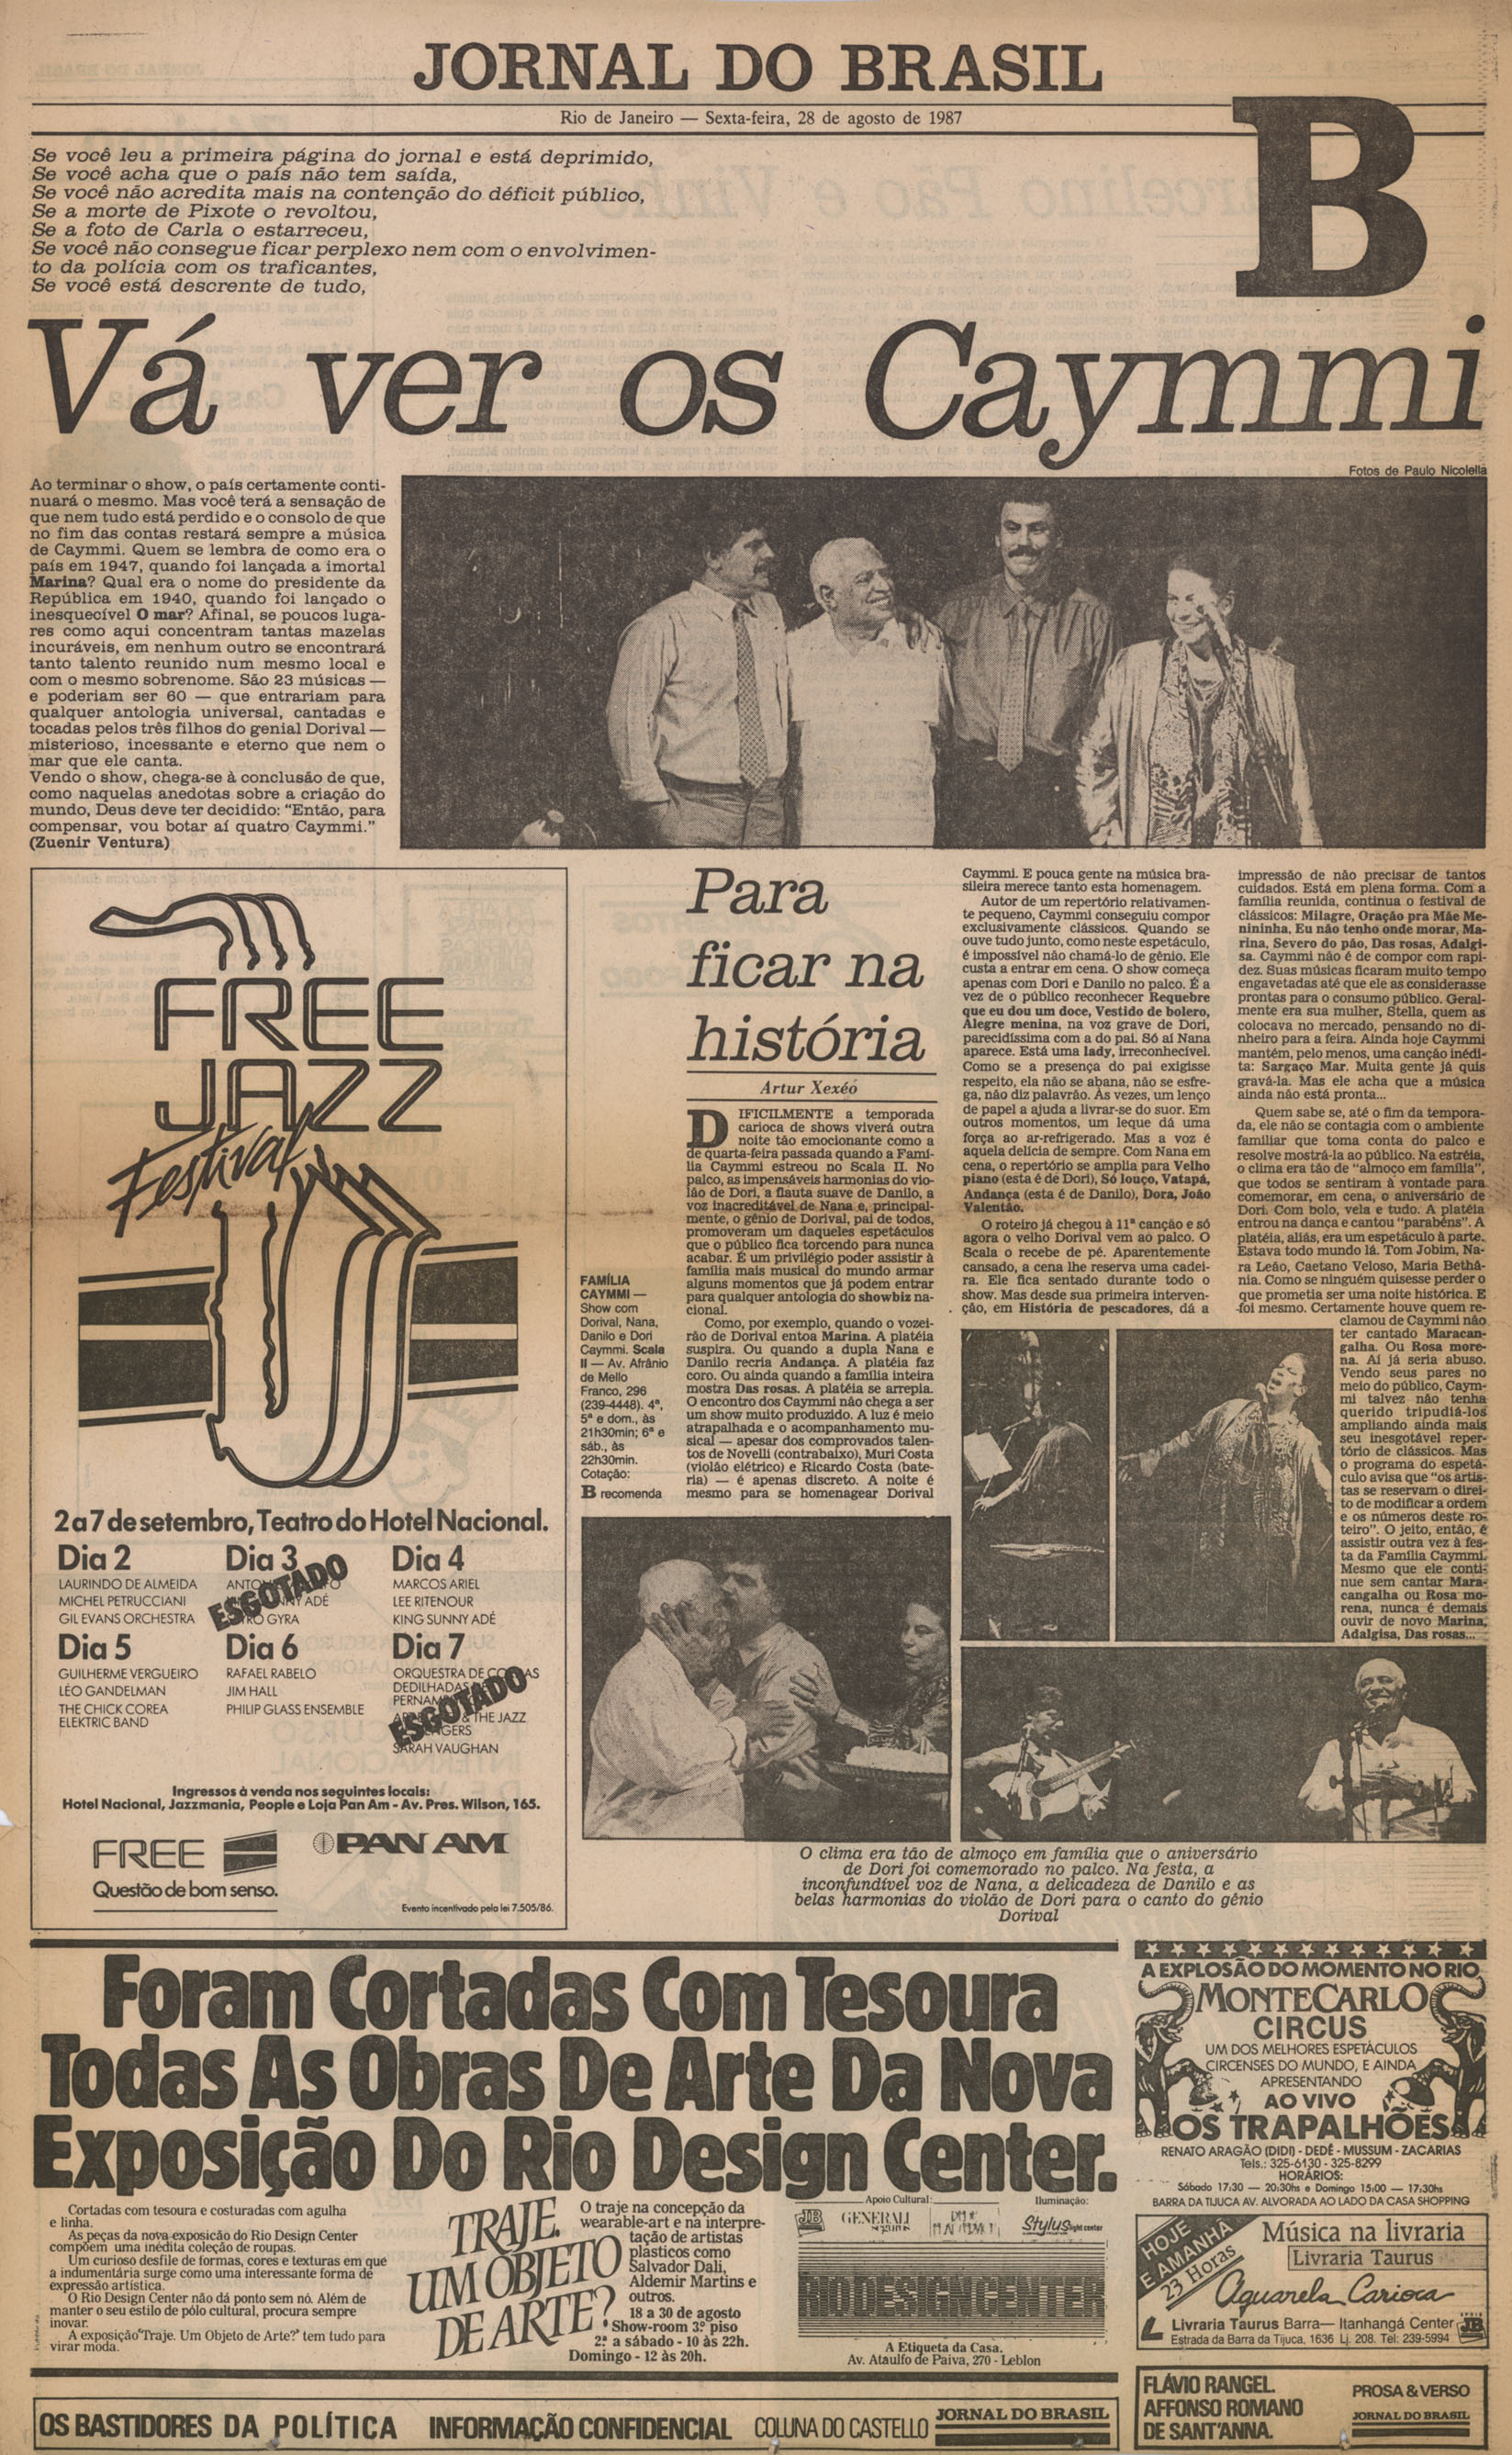 JORNAL DO BRASIL
Rio de Janeiro — Sexta-feira, 28 de agosto de 1987
B
Se você leu a primeira página do jornal e está deprimido,
Se você acha que o país não tem saída,
Se você não acredita mais na contenção do déficit público,
Se a morte de Pixote o revoltou,
Se a foto de Carla o estarreceu,
Se você não consegue ficar perplexo nem com o envolvimen-
to da polícia com os traficantes,
Se você está descrente de tudo,
Vá ver os Caymmi
Fotos de Paulo Nicolella
Ao terminar o show, o país certamente conti-
nuará o mesmo. Mas você terá a sensação de
que nem tudo está perdido e o consolo de que
no fim das contas restará sempre a música
de Caymmi. Quem se lembra de como era o
país em 1947, quando foi lançada a imortal
Marina? Qual era o nome do presidente da
República em 1940, quando foi lançado o
inesquecível O mar? Afinal, se poucos luga-
res como aqui concentram tantas mazelas
incuráveis, em nenhum outro se encontrará
tanto talento reunido num mesmo local e
com o mesmo sobrenome. São 23 músicas —
e poderiam ser 60 — que entrariam para
qualquer antologia universal, cantadas e
tocadas pelos três filhos do genial Dorival —
misterioso, incessante e eterno que nem o
mar que ele canta.
Vendo o show, chega-se à conclusão de que,
como naquelas anedotas sobre a criação do
mundo, Deus deve ter decidido: "Então, para
compensar, vou botar aí quatro Caymmi."
(Zuenir Ventura)
FREE
JAZZ
Festival
2 a 7 de setembro, Teatro do Hotel Nacional.
Dia 2
LAURINDO DE ALMEIDA
MICHEL PETRUCCIANI
GIL EVANS ORCHESTRA
Dia 3
ESGOTADO
GYRA
Dia 4
MARCOS ARIEL
LEE RITENOUR
KING SUNNY ADÉ
Dia 5
GUILHERME VERGUEIRO
LÉO GANDELMAN
THE CHICK COREA
ELEKTRIC BAND
Dia 6
RAFAEL RABELO
JIM HALL
PHILIP GLASS ENSEMBLE
Dia 7
ORQUESTRA DE CORDAS
DEDILHADAS
ESGOTADO
& THE JAZZ
SARAH VAUGHAN
Ingressos à venda nos seguintes locais:
Hotel Nacional, Jazzmania, People e Loja Pan Am - Av. Pres. Wilson, 165.
FREE
Questão de bom senso.
PAN AM
Evento incentivado pela lei 7.505/86.
Para
ficar na
história
Artur Xexéo
DIFICILMENTE a temporada
carioca de shows viverá outra
noite tão emocionante como a
de quarta-feira passada quando a Famí-
lia Caymmi estreou no Scala II. No
palco, as impensáveis harmonias do vio-
lão de Dori, a flauta suave de Danilo, a
voz inacreditável de Nana e, principal-
mente, o gênio de Dorival, pai de todos,
promoveram um daqueles espetáculos
que o público fica torcendo para nunca
acabar. É um privilégio poder assistir à
família mais musical do mundo armar
alguns momentos que já podem entrar
para qualquer antologia do showbiz na-
cional.
Como, por exemplo, quando o vozei-
rão de Dorival entoa Marina. A platéia
suspira. Ou quando a dupla Nana e
Danilo recria Andança. A platéia faz
coro. Ou ainda quando a família inteira
mostra Das rosas. A platéia se arrepia.
O encontro dos Caymmi não chega a ser
um show muito produzido. A luz é meio
atrapalhada e o acompanhamento mu-
sical — apesar dos comprovados talen-
tos de Novelli (contrabaixo), Muri Costa
(violão elétrico) e Ricardo Costa (bate-
ria) — é apenas discreto. A noite é
mesmo para se homenagear Dorival
FAMÍLIA
CAYMMI —
Show com
Dorival, Nana,
Danilo e Dori
Caymmi. Scala
II — Av. Afrânio
de Mello
Franco, 296
(239-4448). 4ª,
5ª e dom., às
21h30min; 6ª e
sáb., às
22h30min.
Cotação:
B recomenda
Caymmi. E pouca gente na música bra-
sileira merece tanto esta homenagem.
Autor de um repertório relativamen-
te pequeno, Caymmi conseguiu compor
exclusivamente clássicos. Quando se
ouve tudo junto, como neste espetáculo,
é impossível não chamá-lo de gênio. Ele
custa a entrar em cena. O show começa
apenas com Dori e Danilo no palco. É a
vez de o público reconhecer Requebre
que eu dou um doce, Vestido de bolero,
Alegre menina, na voz grave de Dori,
parecidíssima com a do pai. Só aí Nana
aparece. Está uma lady, irreconhecível.
Como se a presença do pai exigisse
respeito, ela não se abana, não se esfre-
ga, não diz palavrão. Às vezes, um lenço
de papel a ajuda a livrar-se do suor. Em
outros momentos, um leque dá uma
força ao ar-refrigerado. Mas a voz é
aquela delícia de sempre. Com Nana em
cena, o repertório se amplia para Velho
piano (esta é de Dori), Só louco, Vatapá,
Andança (esta é de Danilo), Dora, João
Valentão.
O roteiro já chegou à 11ª canção e só
agora o velho Dorival vem ao palco. O
Scala o recebe de pé. Aparentemente
cansado, a cena lhe reserva uma cadei-
ra. Ele fica sentado durante todo o
show. Mas desde sua primeira interven-
ção, em História de pescadores, dá a
impressão de não precisar de tantos
cuidados. Está em plena forma. Com a
família reunida, continua o festival de
clássicos: Milagre, Oração pra Mãe Me-
nininha, Eu não tenho onde morar, Ma-
rina, Severo do pão, Das rosas, Adalgi-
sa. Caymmi não é de compor com rapi-
dez. Suas músicas ficaram muito tempo
engavetadas até que ele as considerasse
prontas para o consumo público. Geral-
mente era sua mulher, Stella, quem as
colocava no mercado, pensando no di-
nheiro para a feira. Ainda hoje Caymmi
mantém, pelo menos, uma canção inédi-
ta: Sargaço Mar. Muita gente já quis
gravá-la. Mas ele acha que a música
ainda não está pronta...
Quem sabe se, até o fim da tempora-
da, ele não se contagia com o ambiente
familiar que toma conta do palco e
resolve mostrá-la ao público. Na estréia,
o clima era tão de "almoço em família",
que todos se sentiram à vontade para
comemorar, em cena, o aniversário de
Dori. Com bolo, vela e tudo. A platéia
entrou na dança e cantou "parabéns". A
platéia, aliás, era um espetáculo à parte.
Estava todo mundo lá. Tom Jobim, Na-
ra Leão, Caetano Veloso, Maria Bethâ-
nia. Como se ninguém quisesse perder o
que prometia ser uma noite histórica. E
foi mesmo. Certamente houve quem re-
clamou de Caymmi não
ter cantado Maracan-
galha. Ou Rosa more-
na. Aí já seria abuso.
Vendo seus pares no
meio do público, Caym-
mi talvez não tenha
querido tripudiá-los
ampliando ainda mais
seu inesgotável reper-
tório de clássicos. Mas
o programa do espetá-
culo avisa que "os artis-
tas se reservam o direi-
to de modificar a ordem
e os números deste ro-
teiro". O jeito, então, é
assistir outra vez à fes-
ta da Família Caymmi.
Mesmo que ele conti-
nue sem cantar Mara-
cangalha ou Rosa mo-
rena, nunca é demais
ouvir de novo Marina,
Adalgisa, Das rosas...
O clima era tão de almoço em família que o aniversário
de Dori foi comemorado no palco. Na festa, a
inconfundível voz de Nana, a delicadeza de Danilo e as
belas harmonias do violão de Dori para o canto do gênio
Dorival
Foram Cortadas Com Tesoura
Todas As Obras De Arte Da Nova
Exposição Do Rio Design Center.
Cortadas com tesoura e costuradas com agulha
e linha.
As peças da nova exposição do Rio Design Center
compõem uma inédita coleção de roupas.
Um curioso desfile de formas, cores e texturas em que
a indumentária surge como uma interessante forma de
expressão artística.
O Rio Design Center não dá ponto sem nó. Além de
manter o seu estilo de pólo cultural, procura sempre
inovar.
A exposição "Traje. Um Objeto de Arte?" tem tudo para
virar moda.
TRAJE.
UM OBJETO
DE ARTE?
O traje na concepção da
wearable-art e na interpre-
tação de artistas
plásticos como
Salvador Dali,
Aldemir Martins e
outros.
18 a 30 de agosto
Show-room 3º piso
2ª a sábado - 10 às 22h.
Domingo - 12 às 20h.
Apoio Cultural:
JB
GENERALI
Iluminação:
Stylus light center
RIO DESIGN CENTER
A Etiqueta da Casa.
Av. Ataulfo de Paiva, 270 - Leblon
A EXPLOSÃO DO MOMENTO NO RIO
MONTECARLO
CIRCUS
UM DOS MELHORES ESPETÁCULOS
CIRCENSES DO MUNDO, E AINDA
APRESENTANDO
AO VIVO
OS TRAPALHÕES
RENATO ARAGÃO (DIDI) - DEDÉ - MUSSUM - ZACARIAS
Tels.: 325-6130 - 325-8299
HORÁRIOS:
Sábado 17:30 — 20:30hs e Domingo 15:00 — 17:30hs
BARRA DA TIJUCA AV. ALVORADA AO LADO DA CASA SHOPPING
HOJE
E AMANHÃ
23 Horas
Música na livraria
Livraria Taurus
Aquarela Carioca
Livraria Taurus Barra— Itanhangá Center
Estrada da Barra da Tijuca, 1636 Lj. 208. Tel: 239-5994
JB
OS BASTIDORES DA POLÍTICA INFORMAÇÃO CONFIDENCIAL COLUNA DO CASTELLO JORNAL DO BRASIL
FLÁVIO RANGEL.
AFFONSO ROMANO
DE SANT'ANNA.
PROSA & VERSO
JORNAL DO BRASIL